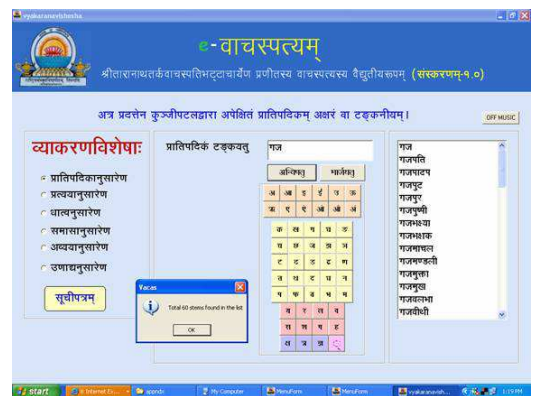 vyakaranavishesha
e-वाचस्पत्यम्
श्रीतारानाथतर्कवाचस्पतिभट्टाचार्येण प्रणीतस्य वाचस्पत्यस्य वैद्युतीयरूपम् (संस्करणम्-१.०)
अत्र प्रदत्तेन कुञ्जीपटलद्वारा अपेक्षितं प्रातिपदिकम् अक्षरं वा टङ्कनीयम्।
OFF MUSIC
व्याकरणविशेषाः
प्रातिपदिकानुसारेण
प्रत्ययानुसारेण
धात्वनुसारेण
समासानुसारेण
अव्ययानुसारेण
उणाद्यनुसारेण
सूचीपत्रम्
प्रातिपदिकं टङ्कयतु
गज
अन्विष्यतु मार्जयतु
अ आ इ ई उ ऊ
ऋ ए ऐ ओ औ अं
क ख ग घ ङ
च छ ज झ ञ
ट ठ ड ढ ण
त थ द ध न
प फ ब भ म
य र ल व
श ष स ह
क्ष त्र ज्ञ
Vacas
Total 60 stems found in the list
OK
गज
गजपति
गजपादप
गजपुट
गजपुर
गजपुष्पी
गजभक्ष्या
गजभक्षक
गजमाचल
गजमण्डली
गजमुक्ता
गजमुख
गजवल्लभा
गजवीथी
start
Internet Ex...
appndx
My Computer
MenuForm
MenuForm
vyakaranavish...
1:19 PM